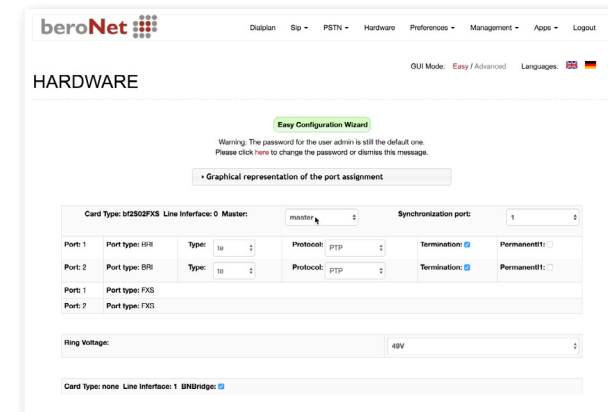 beroNet
Dialplan Sip PSTN Hardware Preferences Management Apps Logout
GUI Mode: Easy / Advanced Languages:
HARDWARE
Easy Configuration Wizard
Warning: The password for the user admin is still the default one.
Please click here to change the password or dismiss this message.
Graphical representation of the port assignment
Card Type: bf2S02FXS Line Inferface: 0 Master: master Synchronization port: 1
Port: 1 Port type: BRI Type: te Protocol: PTP Termination: Permanentl1:
Port: 2 Port type: BRI Type: te Protocol: PTP Termination: Permanentl1:
Port: 1 Port type: FXS
Port: 2 Port type: FXS
Ring Voltage: 49V
Card Type: none Line Inferface: 1 BNBridge: